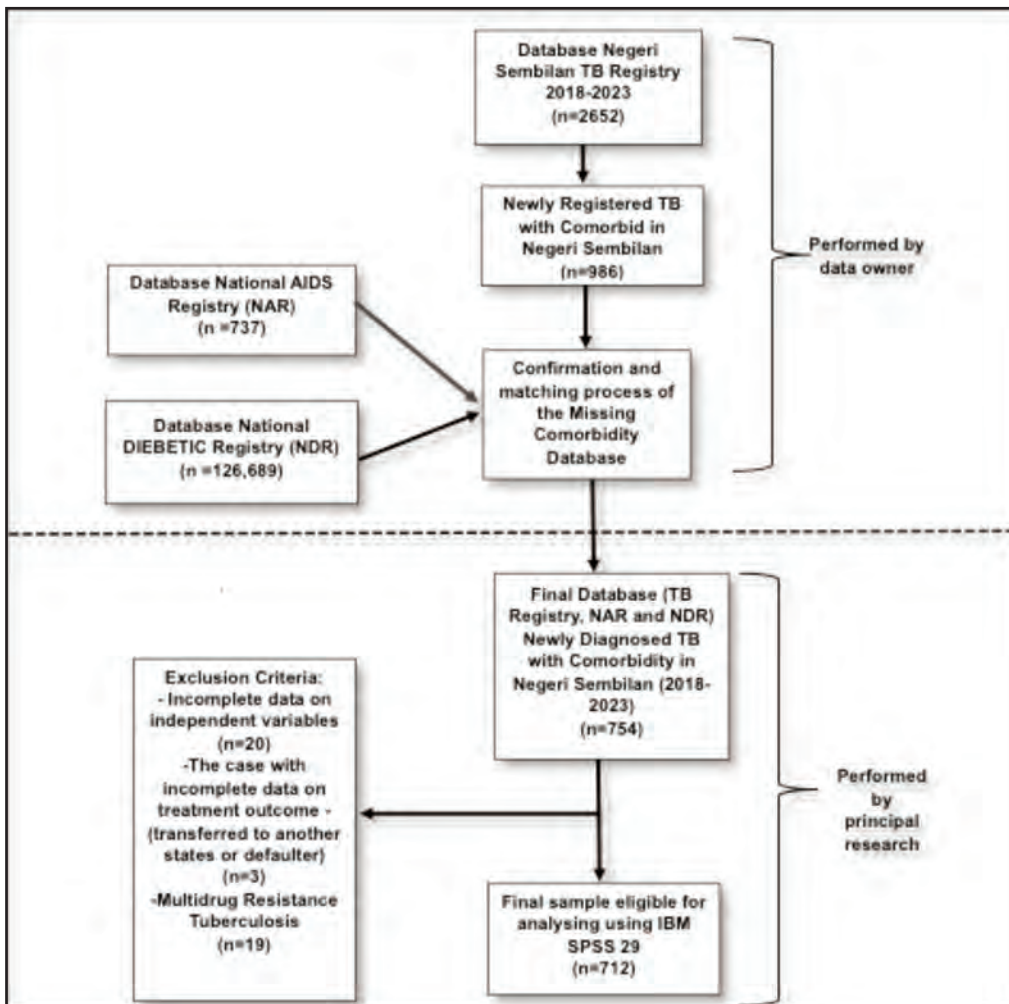 Database Negeri
Sembilan TB Registry
2018-2023
(n=2652)
Newly Registered TB
with Comorbid in
Negeri Sembilan
(n=986)
Performed by
data owner
Database National AIDS
Registry (NAR)
(n =737)
Confirmation and
matching process of
the Missing
Comorbidity
Database
Database National
DIEBETIC Registry (NDR)
(n =126,689)
Final Database (TB
Registry, NAR and NDR)
Newly Diagnosed TB
with Comorbidity in
Negeri Sembilan (2018-
2023)
(n=754)
Exclusion Criteria:
- Incomplete data on
independent variables
(n=20)
-The case with
incomplete data on
treatment outcome -
(transferred to another
states or defaulter)
(n=3)
-Multidrug Resistance
Tuberculosis
(n=19)
Performed
by
principal
research
Final sample eligible for
analysing using IBM
SPSS 29
(n=712)